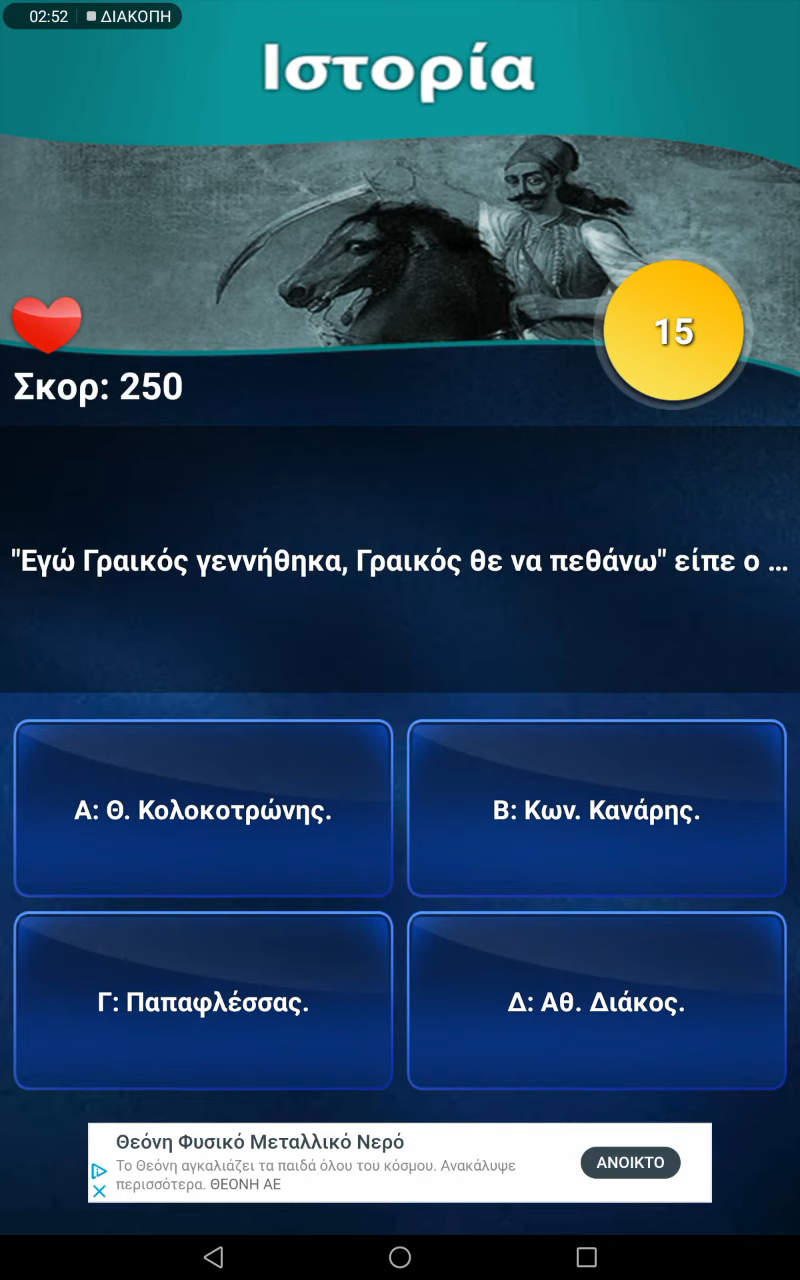 02:52 ΔΙΑΚΟΠΗ
Ιστορία
15
Σκορ: 250
"Εγώ Γραικός γεννήθηκα, Γραικός θε να πεθάνω" είπε ο ...
Α: Θ. Κολοκοτρώνης.
Β: Κων. Κανάρης.
Γ: Παπαφλέσσας.
Δ: Αθ. Διάκος.
Θεόνη Φυσικό Μεταλλικό Νερό
Το Θεόνη αγκαλιάζει τα παιδά όλου του κόσμου. Ανακάλυψε
περισσότερα. ΘΕΟΝΗ ΑΕ
ΑΝΟΙΚΤΟ